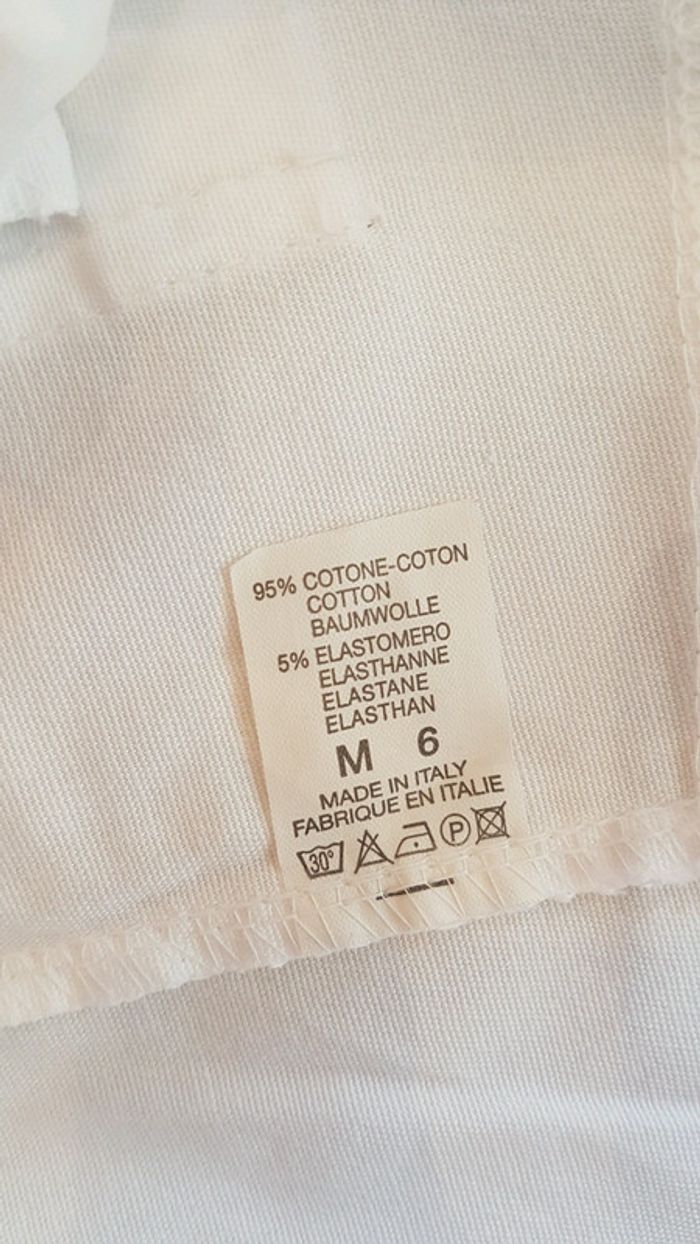 95% COTONE-COTON
COTTON
BAUMWOLLE
5% ELASTOMERO
ELASTHANNE
ELASTANE
ELASTHAN
M 6
MADE IN ITALY
FABRIQUE EN ITALIE
30° P